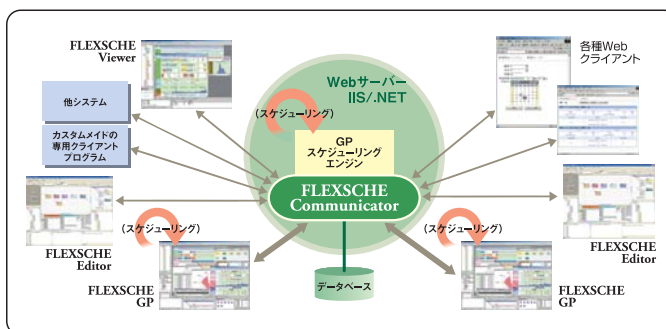 FLEXSCHE
Viewer
他システム
カスタムメイドの
専用クライアント
プログラム
Webサーバー
IIS/.NET
(スケジューリング)
GP
スケジューリング
エンジン
FLEXSCHE
Communicator
各種Web
クライアント
(スケジューリング)
FLEXSCHE
Editor
FLEXSCHE
GP
データベース
(スケジューリング)
FLEXSCHE
Editor
FLEXSCHE
GP